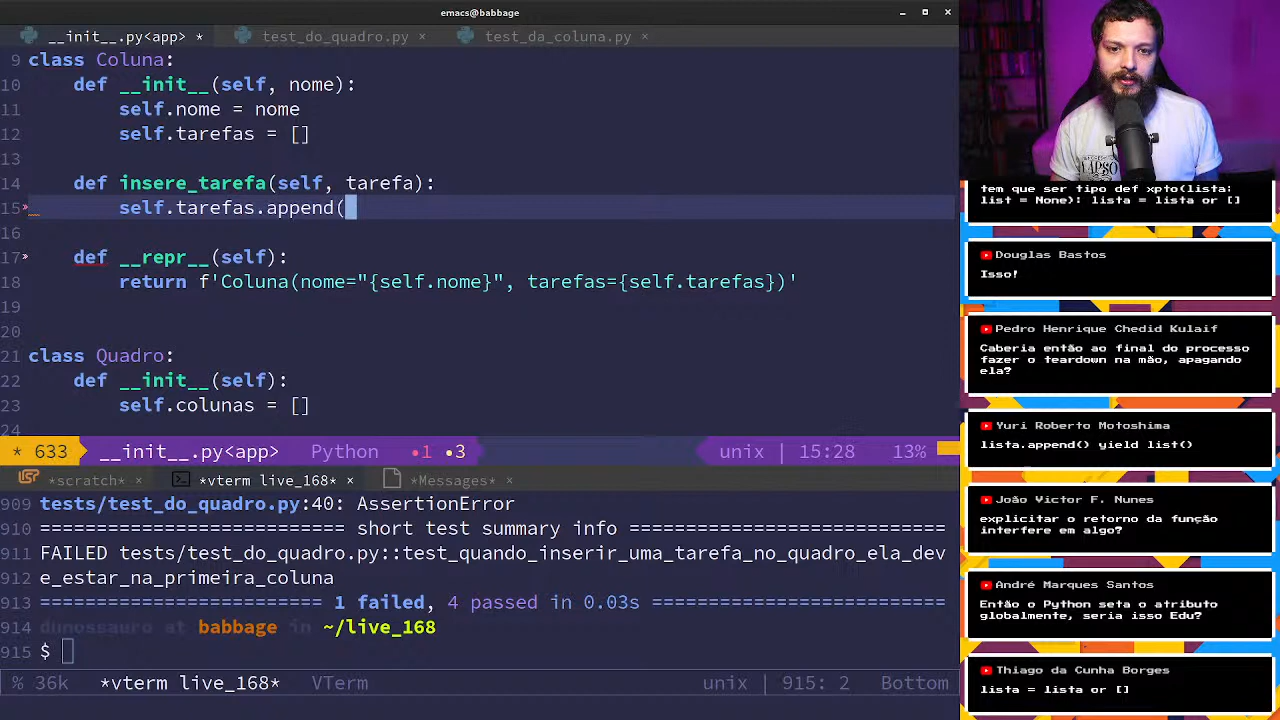 emacs@babbage
__init__.py<app> *
test_do_quadro.py ×
test_da_coluna.py ×
9 class Coluna:
10 def __init__(self, nome):
11 self.nome = nome
12 self.tarefas = []
13
14 def insere_tarefa(self, tarefa):
15 self.tarefas.append(
16
17 def __repr__(self):
18 return f'Coluna(nome="{self.nome}", tarefas={self.tarefas})'
19
20
21 class Quadro:
22 def __init__(self):
23 self.colunas = []
24
* 633 __init__.py<app> Python •1 •3 unix | 15:28 13%
*scratch* × *vterm live_168* × *Messages* ×
909 tests/test_do_quadro.py:40: AssertionError
910 =========================== short test summary info =============================
911 FAILED tests/test_do_quadro.py::test_quando_inserir_uma_tarefa_no_quadro_ela_dev
912 e_estar_na_primeira_coluna
913 ========================= 1 failed, 4 passed in 0.03s ==========================
914 dunossauro at babbage in ~/live_168
915 $
% 36k *vterm live_168* VTerm unix | 915: 2 Bottom
tem que ser tipo def xpto(lista:
list = None): lista = lista or []
Douglas Bastos
Isso!
Pedro Henrique Chedid Kulaif
Caberia então ao final do processo
fazer o teardown na mão, apagando
ela?
Yuri Roberto Motoshima
lista.append() yield list()
João Victor F. Nunes
explicitar o retorno da função
interfere em algo?
André Marques Santos
Então o Python seta o atributo
globalmente, seria isso Edu?
Thiago da Cunha Borges
lista = lista or []